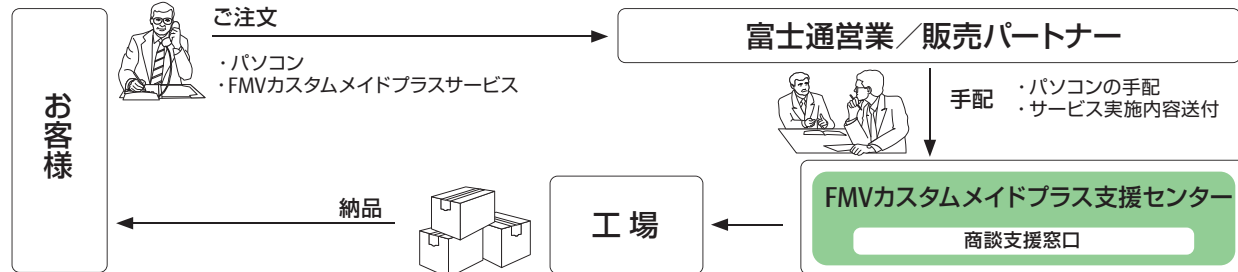 お客様
ご注文
・パソコン
・FMVカスタムメイドプラスサービス
富士通営業／販売パートナー
手配
・パソコンの手配
・サービス実施内容送付
FMVカスタムメイドプラス支援センター
商談支援窓口
工場
納品